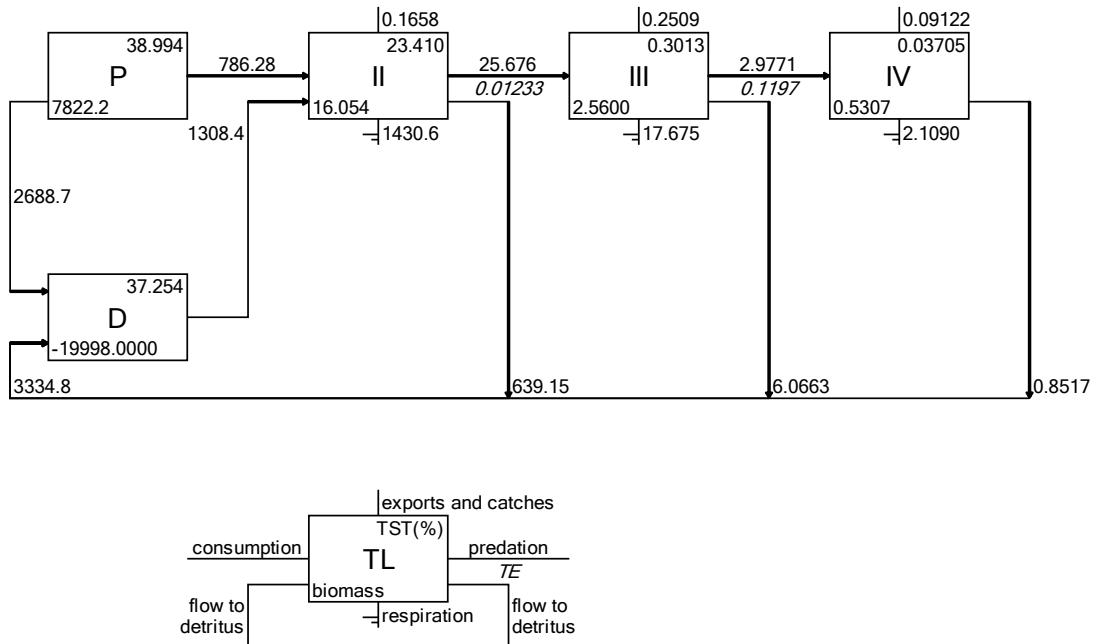 0.1658
0.2509
0.09122
38.994
23.410
0.3013
0.03705
P
786.28
II
25.676
III
2.9771
IV
0.01233
0.1197
7822.2
16.054
2.5600
0.5307
1308.4
1430.6
17.675
2.1090
2688.7
37.254
D
-19998.0000
3334.8
639.15
6.0663
0.8517
exports and catches
TST(%)
consumption
TL
predation
TE
biomass
flow to
detritus
respiration
flow to
detritus